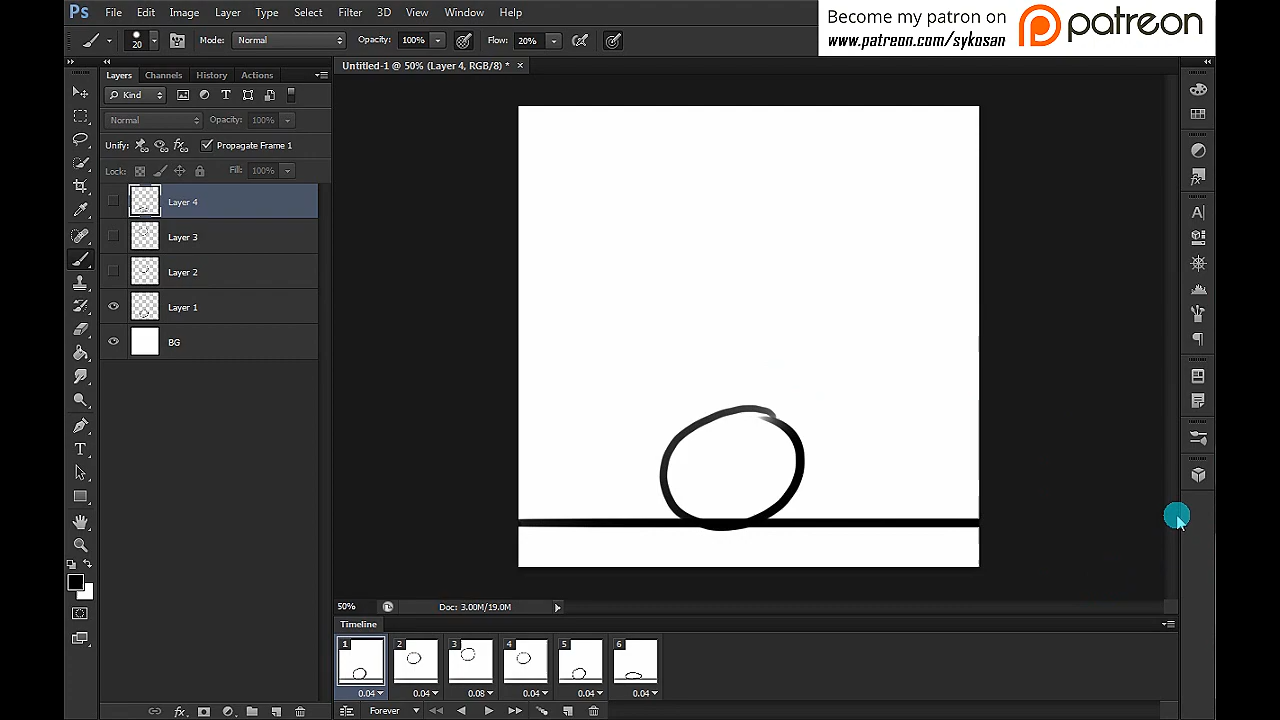 Ps File Edit Image Layer Type Select Filter 3D View Window Help
Become my patron on patreon
www.patreon.com/sykosan
20 Mode: Normal Opacity: 100% Flow: 20%
Layers Channels History Actions
Untitled-1 @ 50% (Layer 4, RGB/8) * ×
Kind
Normal Opacity: 100%
Unify: Propagate Frame 1
Lock: Fill: 100%
Layer 4
Layer 3
Layer 2
Layer 1
BG
50% Doc: 3.00M/19.0M
Timeline
1 2 3 4 5 6
0.04 0.04 0.08 0.04 0.04 0.04
Forever